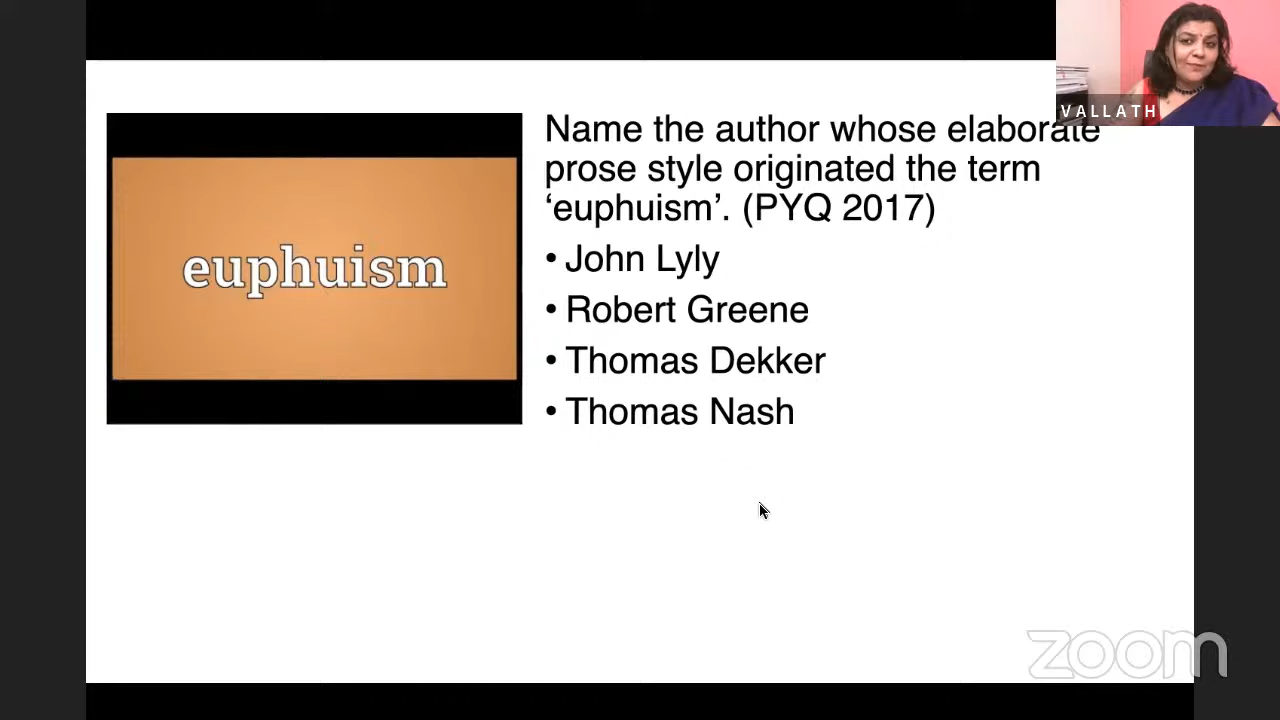 VALLATH
euphuism
Name the author whose elaborate
prose style originated the term
‘euphuism’. (PYQ 2017)
• John Lyly
• Robert Greene
• Thomas Dekker
• Thomas Nash
zoom